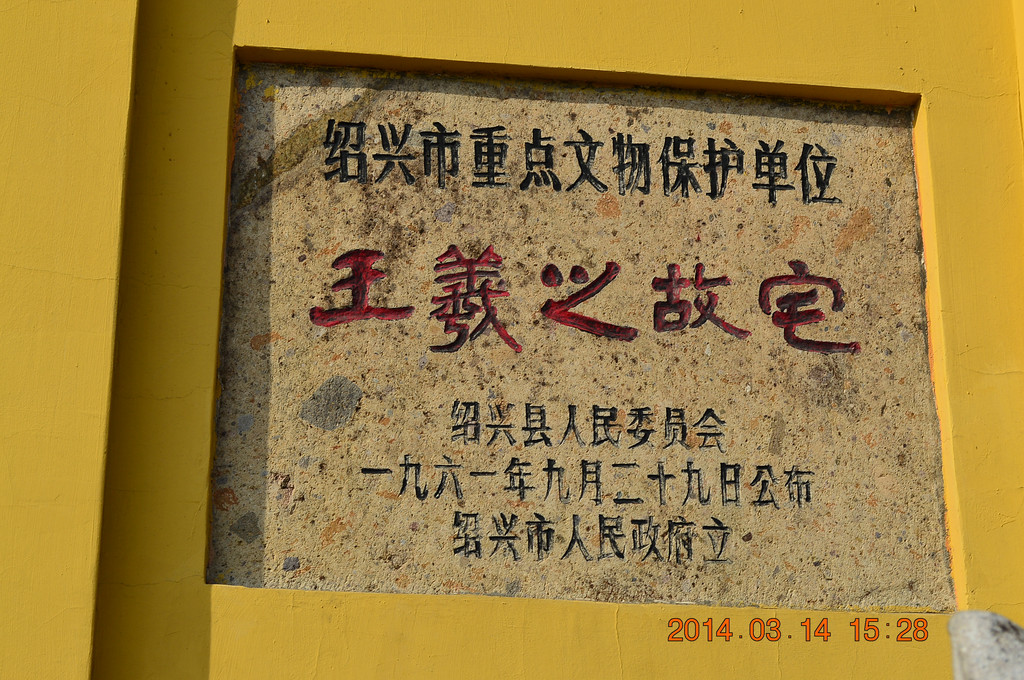 绍兴市重点文物保护单位
王羲之故宅
绍兴县人民委员会
一九六一年九月二十九日公布
绍兴市人民政府立
2014.03.14 15:28